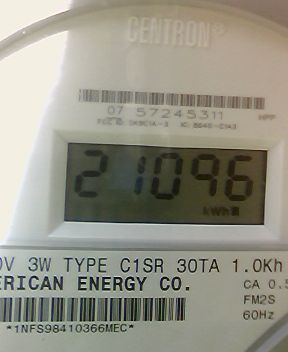 CENTRON®
07 57245311
HPP
21096
kWh
0V 3W TYPE C1SR 30TA 1.0Kh
ERICAN ENERGY CO.
CA 0.5
FM2S
60Hz
*1NFS98410366MEC*